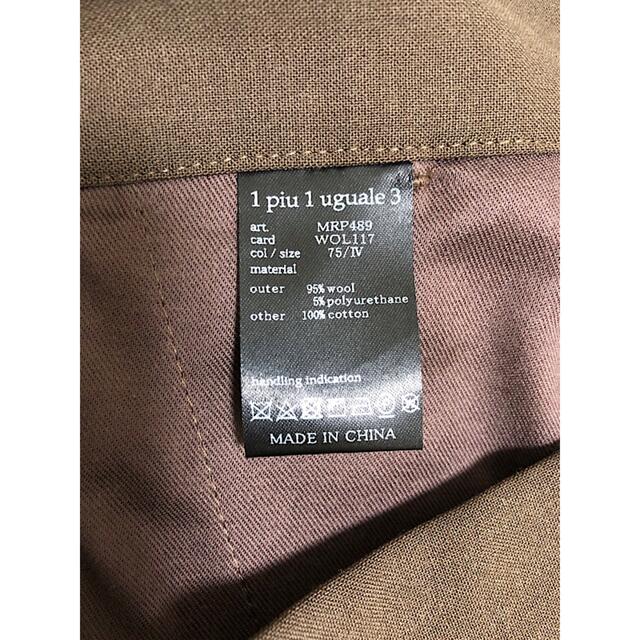 1 piu 1 uguale 3
art. MRP489
card WOL117
col / size 75/Ⅳ
material
outer 95% wool
5% polyurethane
other 100% cotton
handling indication
MADE IN CHINA